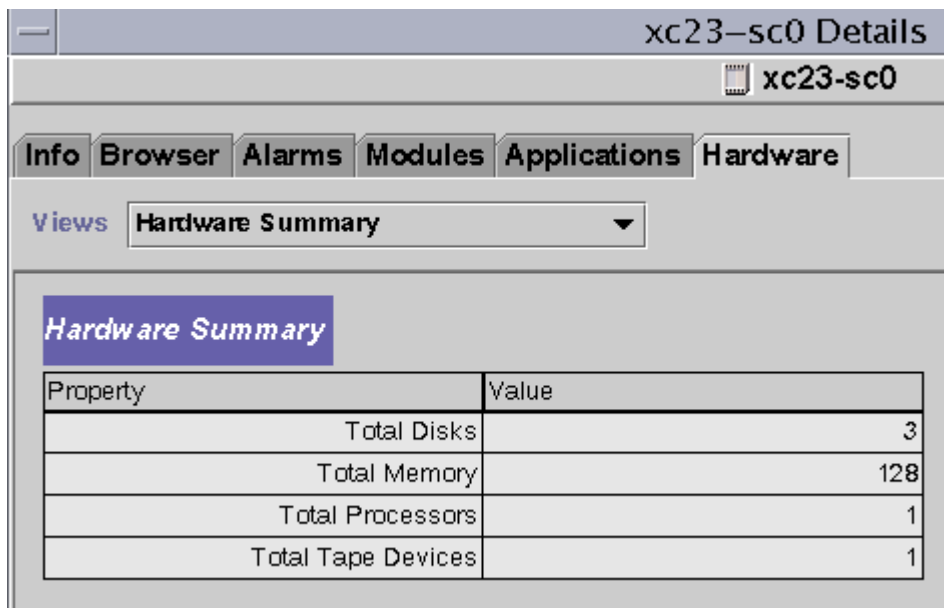 xc23–sc0 Details
xc23-sc0
Info Browser Alarms Modules Applications Hardware
Views Hardware Summary
Hardware Summary
Property Value
Total Disks 3
Total Memory 128
Total Processors 1
Total Tape Devices 1